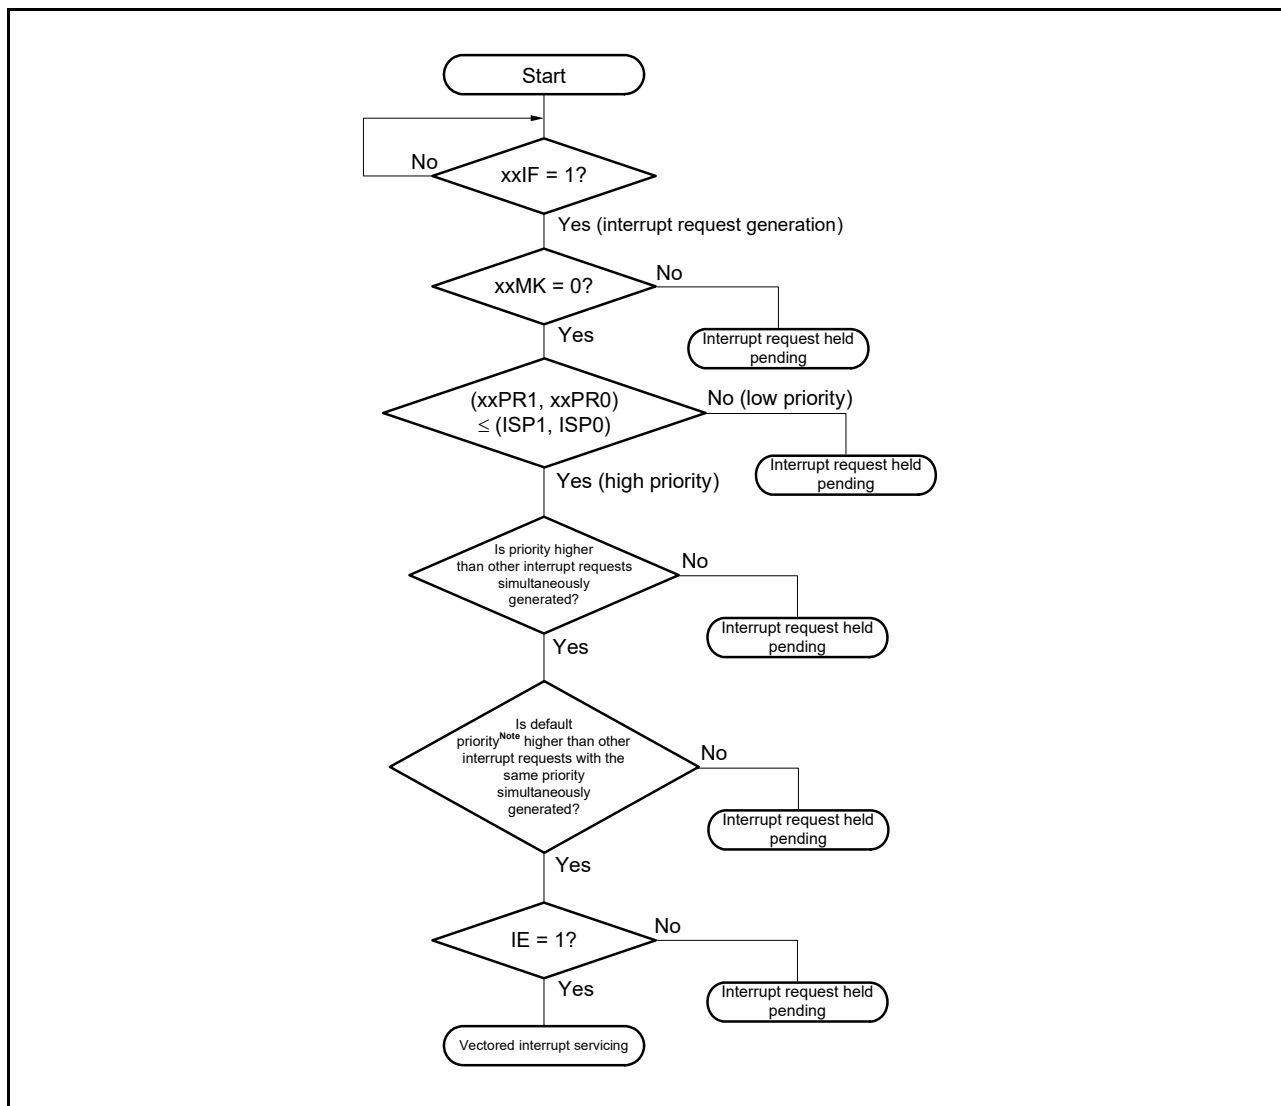 Start
No
xxIF = 1?
Yes (interrupt request generation)
xxMK = 0?
No
Interrupt request held
pending
Yes
(xxPR1, xxPR0)
≤ (ISP1, ISP0)
No (low priority)
Interrupt request held
pending
Yes (high priority)
Is priority higher
than other interrupt requests
simultaneously
generated?
No
Interrupt request held
pending
Yes
Is default
priorityNote higher than other
interrupt requests with the
same priority
simultaneously
generated?
No
Interrupt request held
pending
Yes
IE = 1?
No
Interrupt request held
pending
Yes
Vectored interrupt servicing